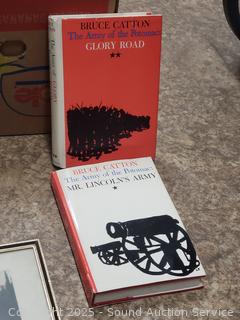 BRUCE CATTON
The Army of the Potomac:
GLORY ROAD
**
BRUCE CATTON
The Army of the Potomac:
MR. LINCOLN'S ARMY
*
Copyright 2025 - Sound Auction Service